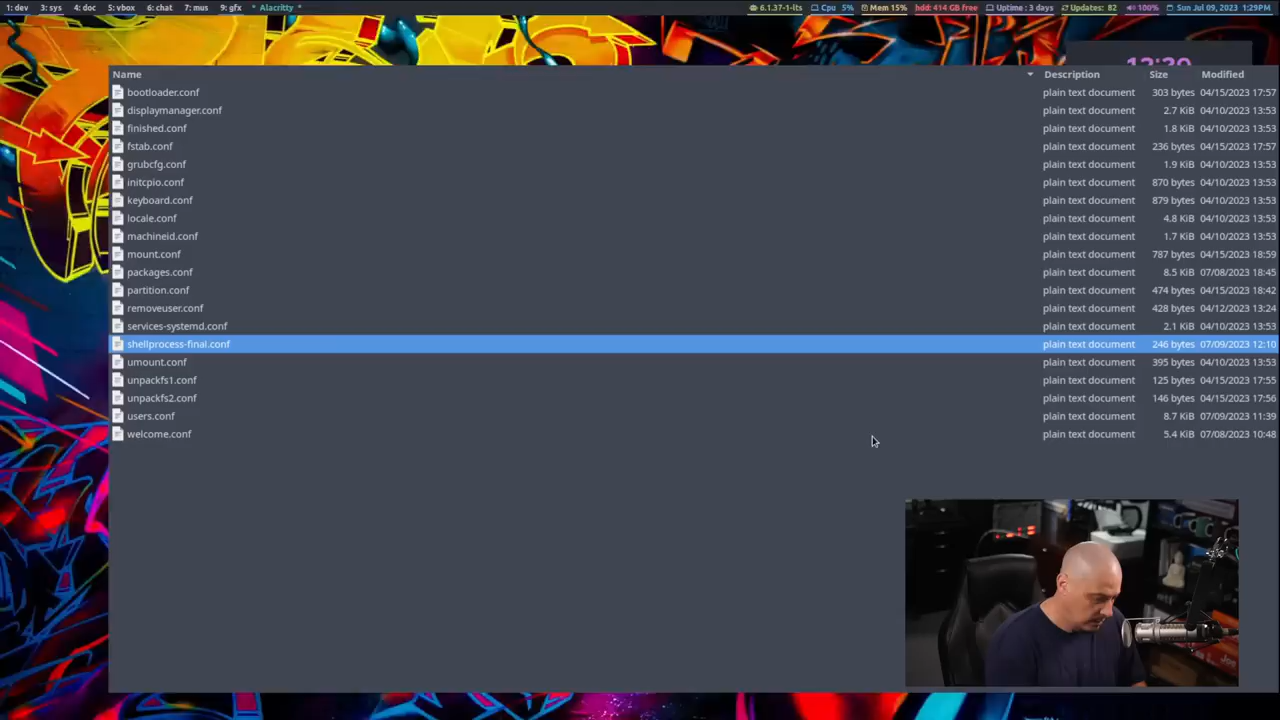 1: dev 3: sys 4: doc 5: vbox 6: chat 7: mus 9: gfx * Alacritty * 6.1.37-1-lts Cpu 5% Mem 15% hdd: 414 GB free Uptime : 3 days Updates: 82 100% Sun Jul 09, 2023 1:29PM
Name Description Size Modified
bootloader.conf plain text document 303 bytes 04/15/2023 17:57
displaymanager.conf plain text document 2.7 KiB 04/10/2023 13:53
finished.conf plain text document 1.8 KiB 04/10/2023 13:53
fstab.conf plain text document 236 bytes 04/15/2023 17:57
grubcfg.conf plain text document 1.9 KiB 04/10/2023 13:53
initcpio.conf plain text document 870 bytes 04/10/2023 13:53
keyboard.conf plain text document 879 bytes 04/10/2023 13:53
locale.conf plain text document 4.8 KiB 04/10/2023 13:53
machineid.conf plain text document 1.7 KiB 04/10/2023 13:53
mount.conf plain text document 787 bytes 04/15/2023 18:59
packages.conf plain text document 8.5 KiB 07/08/2023 18:45
partition.conf plain text document 474 bytes 04/15/2023 18:42
removeuser.conf plain text document 428 bytes 04/12/2023 13:24
services-systemd.conf plain text document 2.1 KiB 04/10/2023 13:53
shellprocess-final.conf plain text document 246 bytes 07/09/2023 12:10
umount.conf plain text document 395 bytes 04/10/2023 13:53
unpackfs1.conf plain text document 125 bytes 04/15/2023 17:55
unpackfs2.conf plain text document 146 bytes 04/15/2023 17:56
users.conf plain text document 8.7 KiB 07/09/2023 11:39
welcome.conf plain text document 5.4 KiB 07/08/2023 10:48